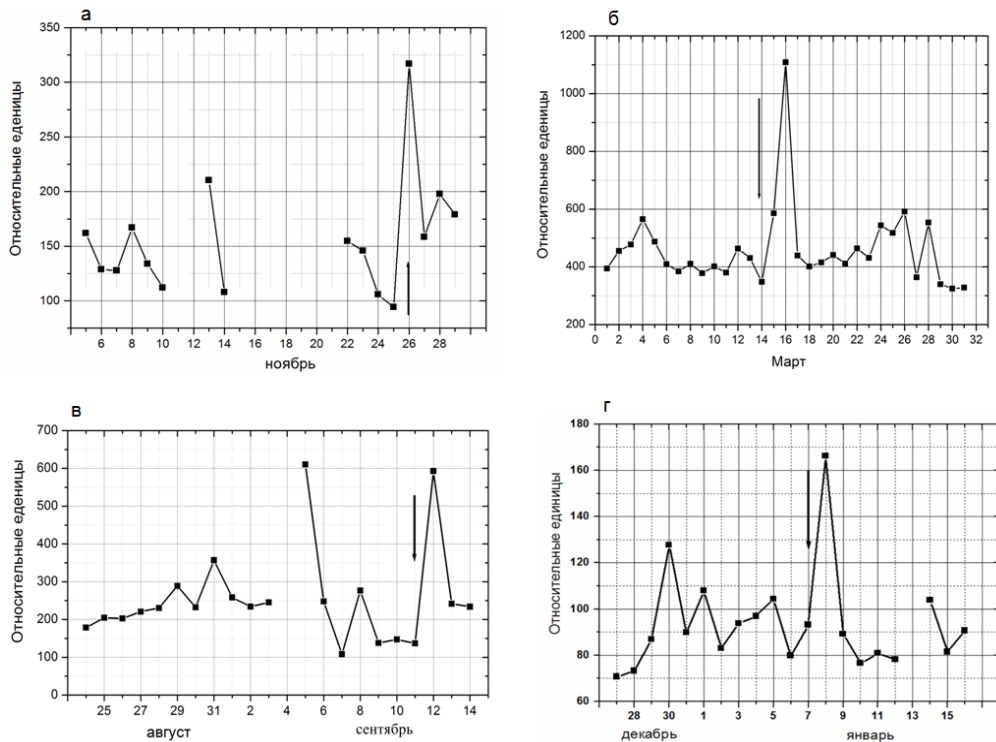 а
Относительные еденицы
350
300
250
200
150
100
6 8 10 12 14 16 18 20 22 24 26 28
ноябрь
б
Относительные еденицы
1200
1000
800
600
400
200
0 2 4 6 8 10 12 14 16 18 20 22 24 26 28 30 32
Март
в
Относительные еденицы
700
600
500
400
300
200
100
0
25 27 29 31 2 4 6 8 10 12 14
август сентябрь
г
Относительные единицы
180
160
140
120
100
80
60
28 30 1 3 5 7 9 11 13 15
декабрь январь